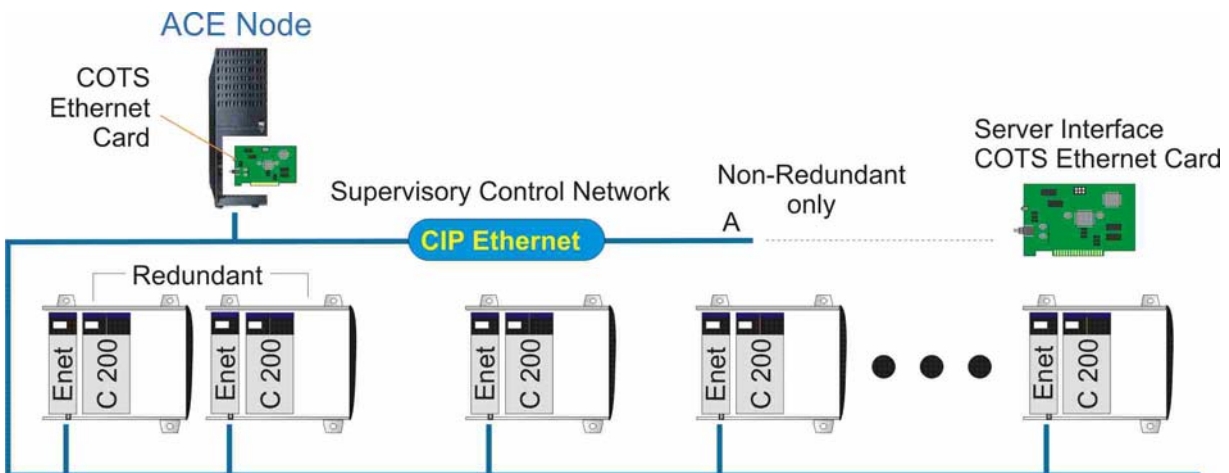 ACE Node
COTS
Ethernet
Card
Server Interface
COTS Ethernet Card
Non-Redundant
only
Supervisory Control Network
A
CIP Ethernet
Redundant
Enet
C 200
Enet
C 200
Enet
C 200
Enet
C 200
Enet
C 200